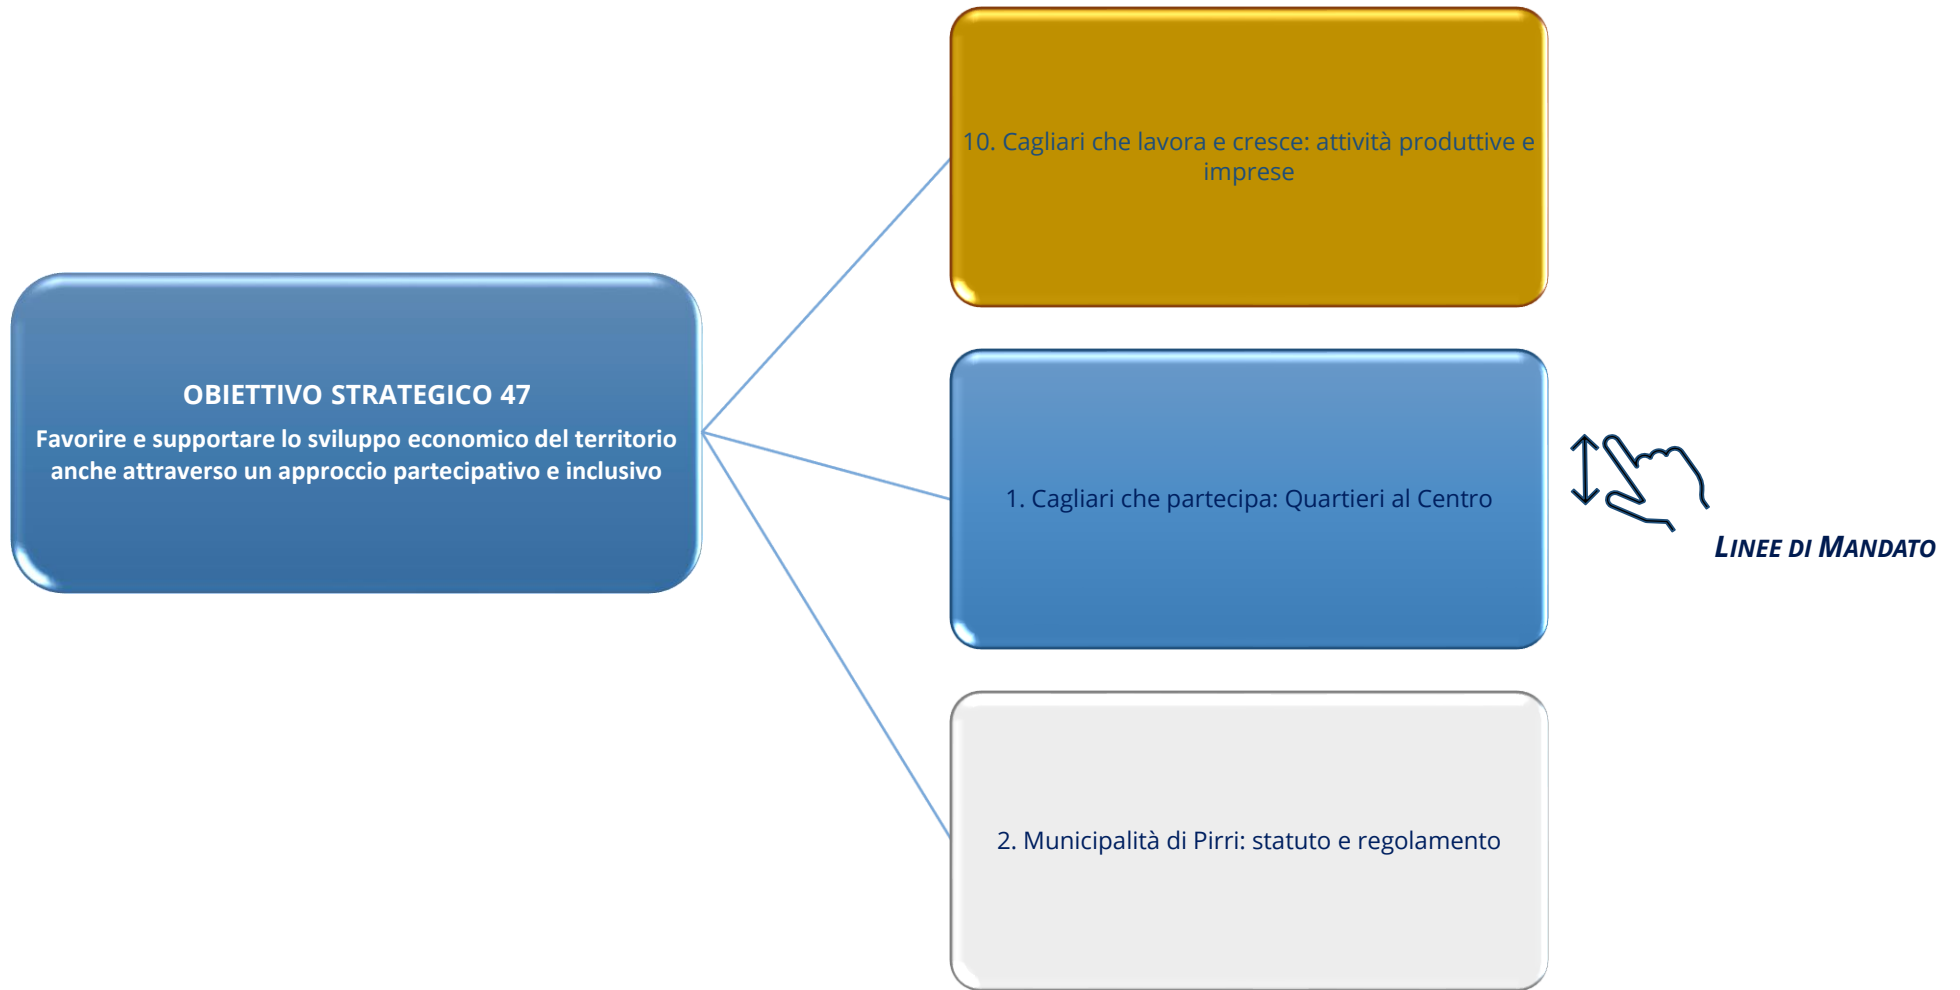 OBIETTIVO STRATEGICO 47
Favorire e supportare lo sviluppo economico del territorio
anche attraverso un approccio partecipativo e inclusivo
10. Cagliari che lavora e cresce: attività produttive e
imprese
1. Cagliari che partecipa: Quartieri al Centro
2. Municipalità di Pirri: statuto e regolamento
LINEE DI MANDATO